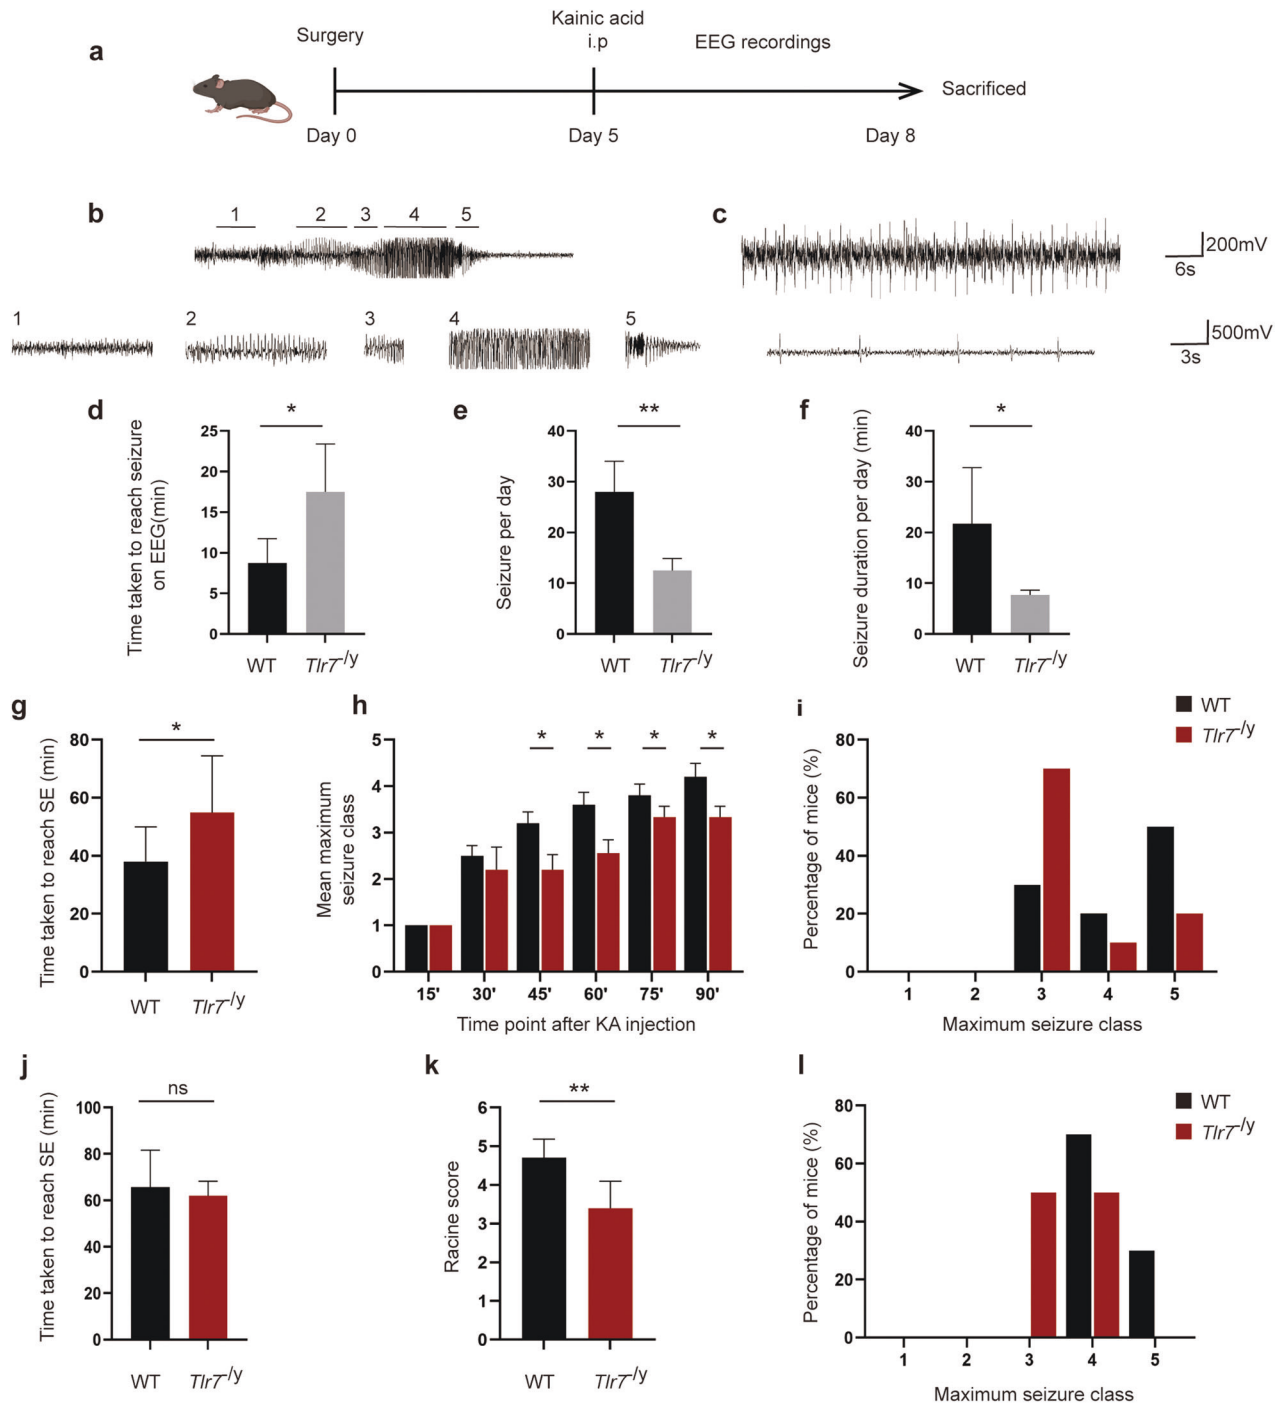 a
Surgery
Kainic acid
i.p
EEG recordings
Sacrificed
Day 0
Day 5
Day 8
b
1
2
3
4
5
c
200mV
6s
1
2
3
4
5
500mV
3s
d
*
Time taken to reach seizure
on EEG(min)
25
20
15
10
5
0
WT
Tlr7-/y
e
**
Seizure per day
40
30
20
10
0
WT
Tlr7-/y
f
*
Seizure duration per day (min)
40
30
20
10
0
WT
Tlr7-/y
g
*
Time taken to reach SE (min)
80
60
40
20
0
WT
Tlr7-/y
h
* * * *
Mean maximum
seizure class
5
4
3
2
1
0
15' 30' 45' 60' 75' 90'
Time point after KA injection
i
WT
Tlr7-/y
Percentage of mice (%)
80
60
40
20
0
1 2 3 4 5
Maximum seizure class
j
ns
Time taken to reach SE (min)
100
80
60
40
20
0
WT
Tlr7-/y
k
**
Racine score
6
5
4
3
2
1
0
WT
Tlr7-/y
l
WT
Tlr7-/y
Percentage of mice (%)
80
60
40
20
0
1 2 3 4 5
Maximum seizure class